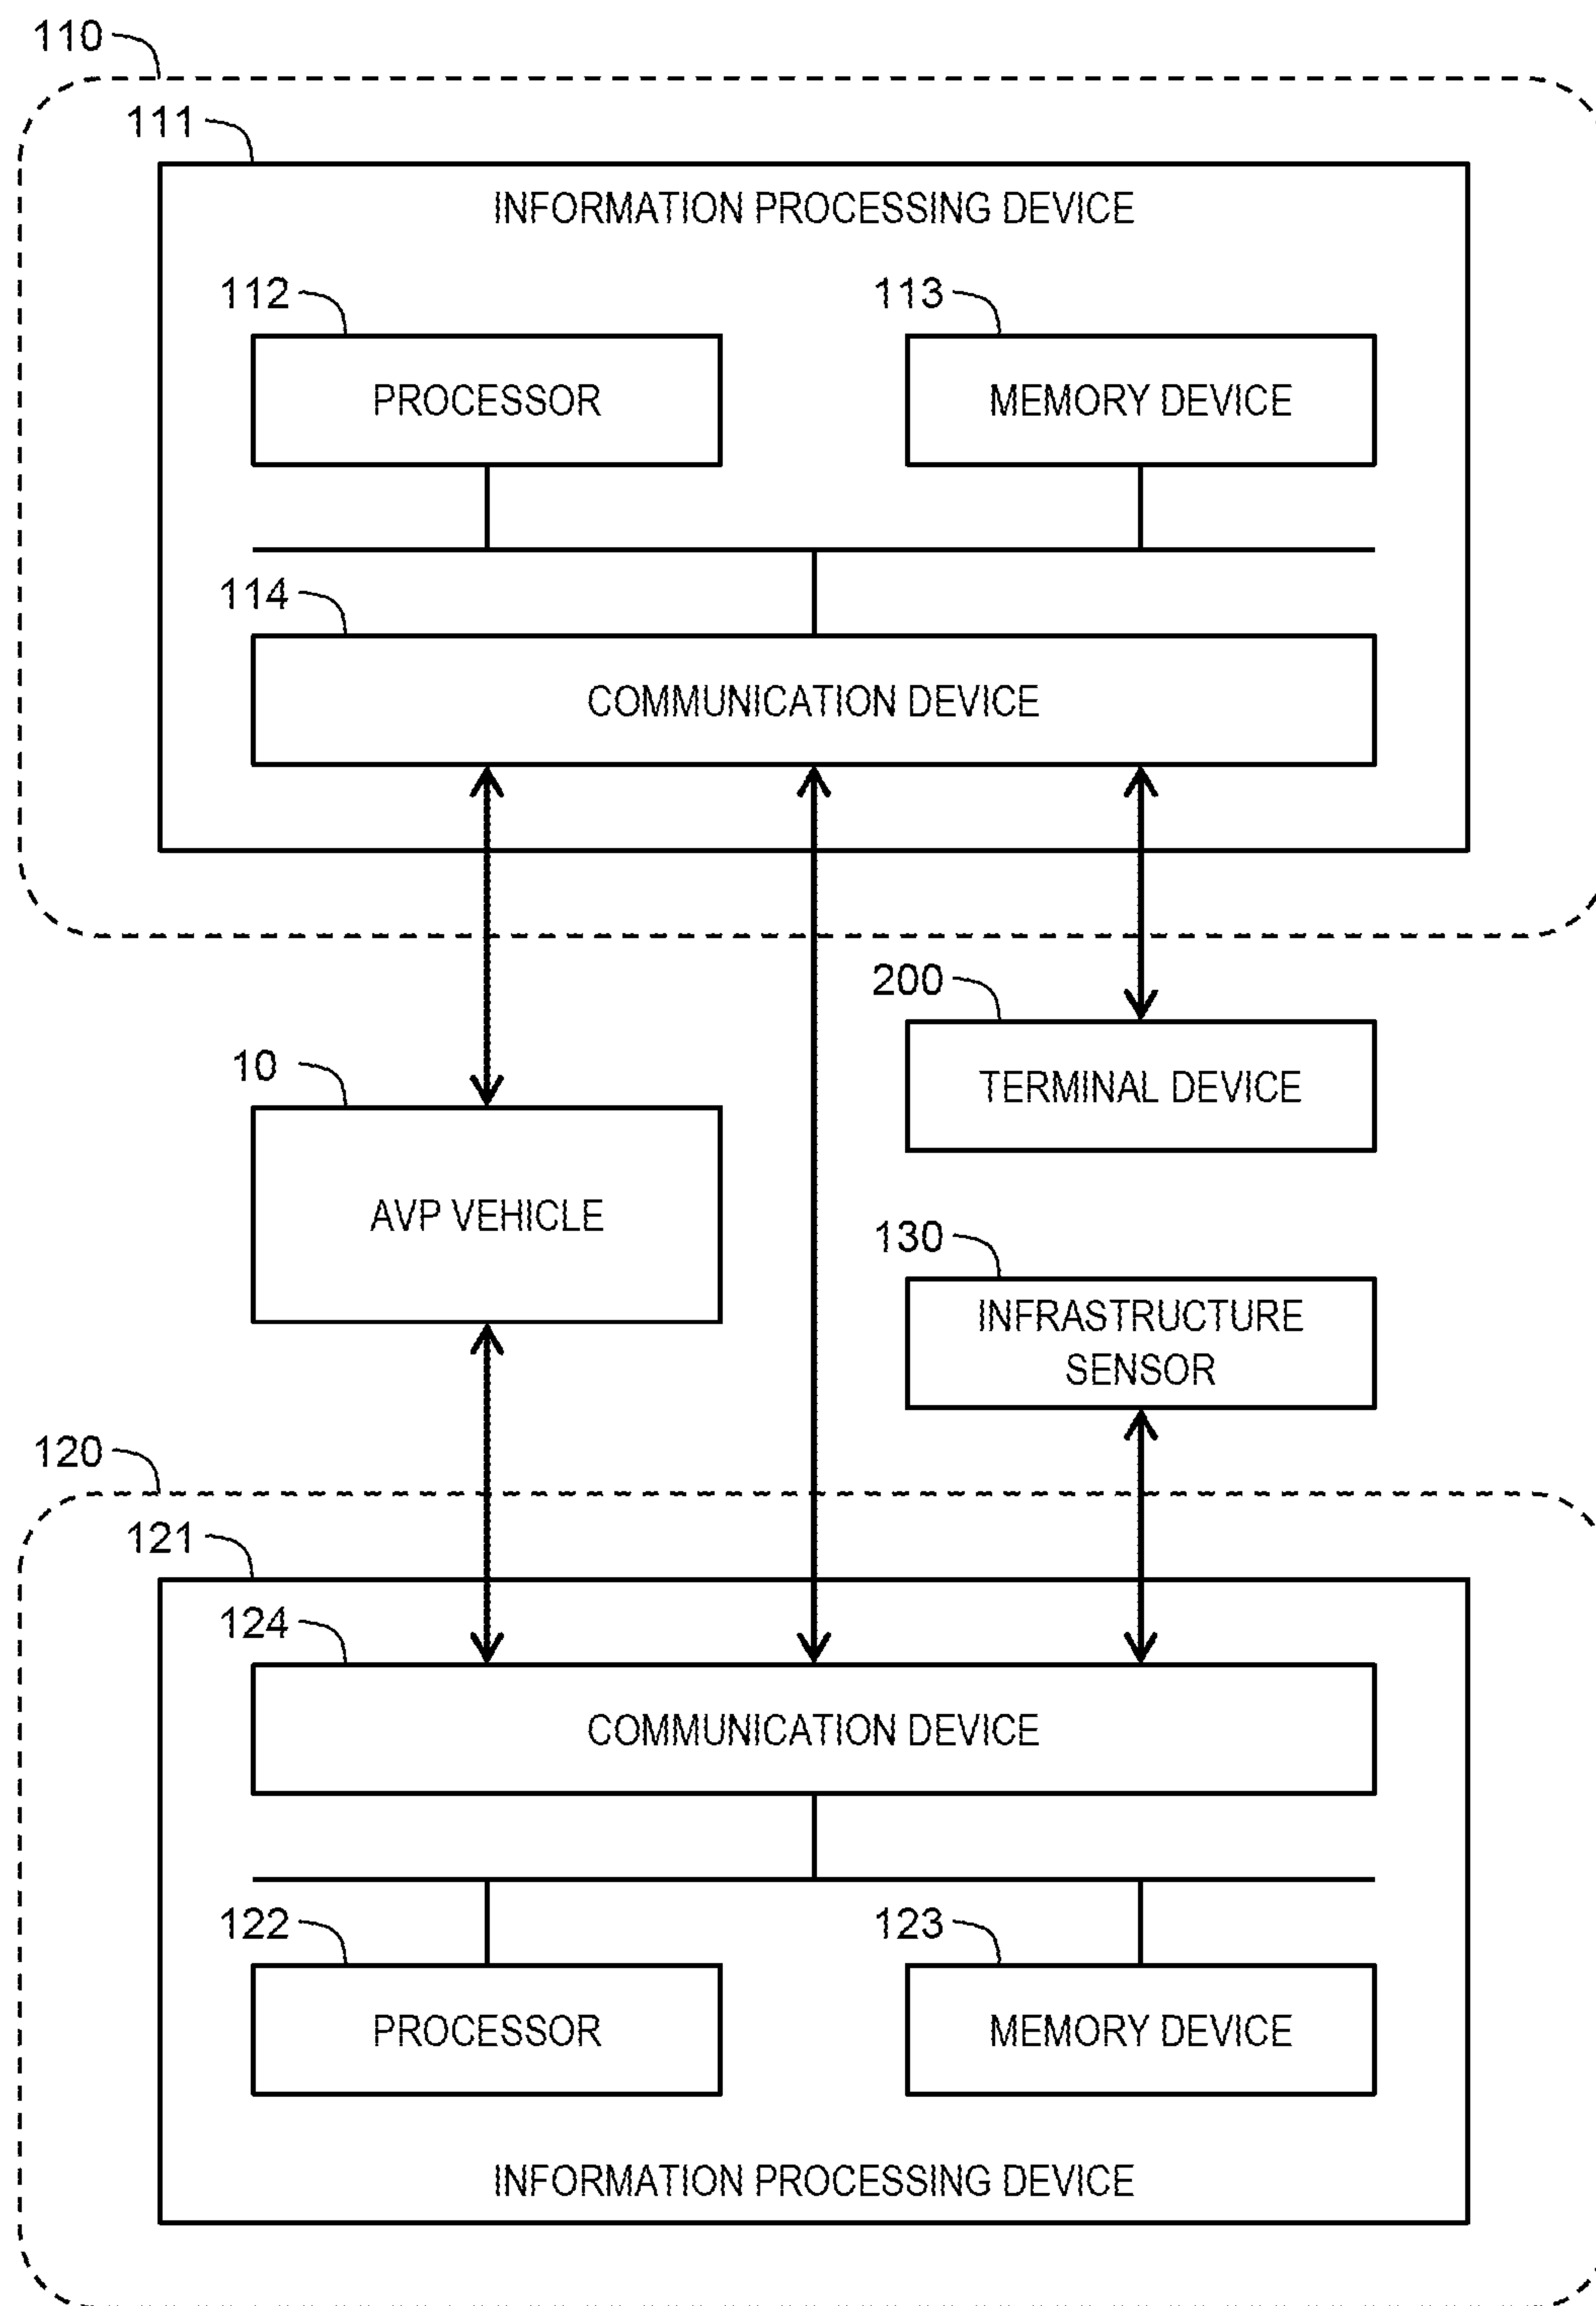 110
111
INFORMATION PROCESSING DEVICE
112
113
PROCESSOR
MEMORY DEVICE
114
COMMUNICATION DEVICE
200
TERMINAL DEVICE
10
AVP VEHICLE
130
INFRASTRUCTURE
SENSOR
120
121
124
COMMUNICATION DEVICE
122
123
PROCESSOR
MEMORY DEVICE
INFORMATION PROCESSING DEVICE